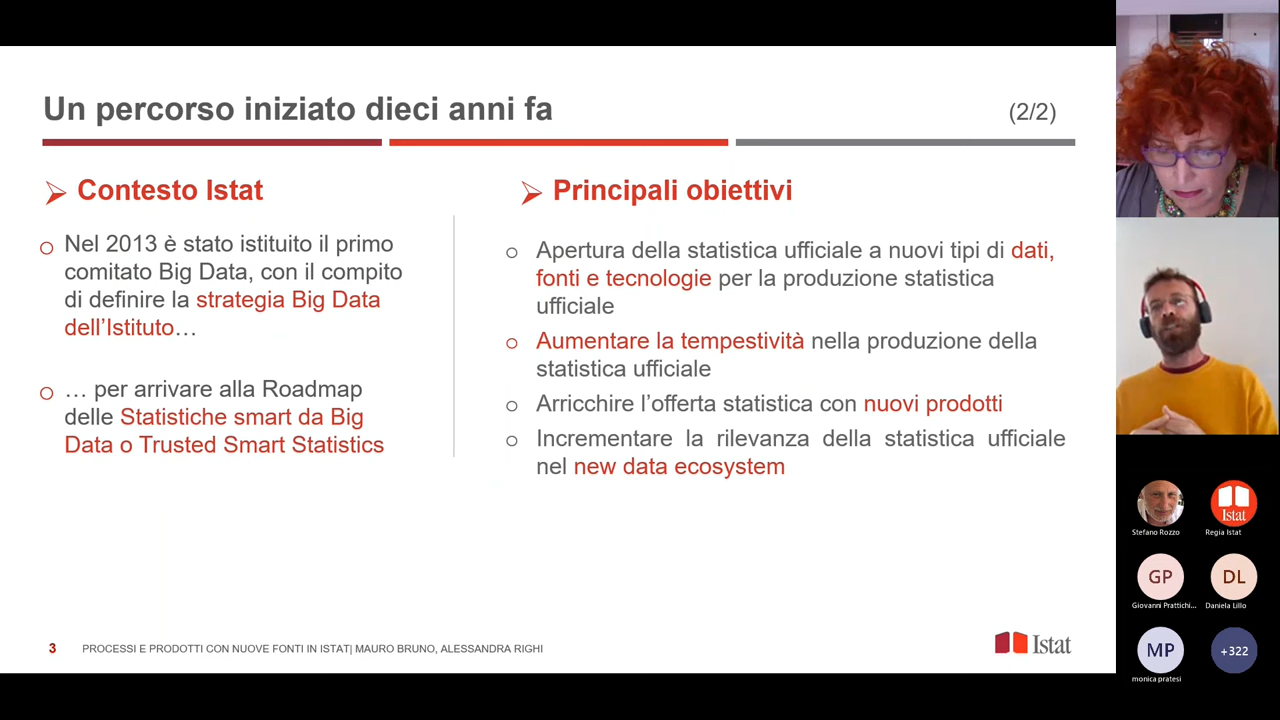 Un percorso iniziato dieci anni fa
(2/2)
Contesto Istat
Nel 2013 è stato istituito il primo
comitato Big Data, con il compito
di definire la strategia Big Data
dell’Istituto…
… per arrivare alla Roadmap
delle Statistiche smart da Big
Data o Trusted Smart Statistics
Principali obiettivi
Apertura della statistica ufficiale a nuovi tipi di dati,
fonti e tecnologie per la produzione statistica
ufficiale
Aumentare la tempestività nella produzione della
statistica ufficiale
Arricchire l’offerta statistica con nuovi prodotti
Incrementare la rilevanza della statistica ufficiale
nel new data ecosystem
3 PROCESSI E PRODOTTI CON NUOVE FONTI IN ISTAT| MAURO BRUNO, ALESSANDRA RIGHI
Istat
Istat
Stefano Rozzo
Regia Istat
GP
DL
Giovanni Prattichi...
Daniela Lillo
MP
+322
monica pratesi